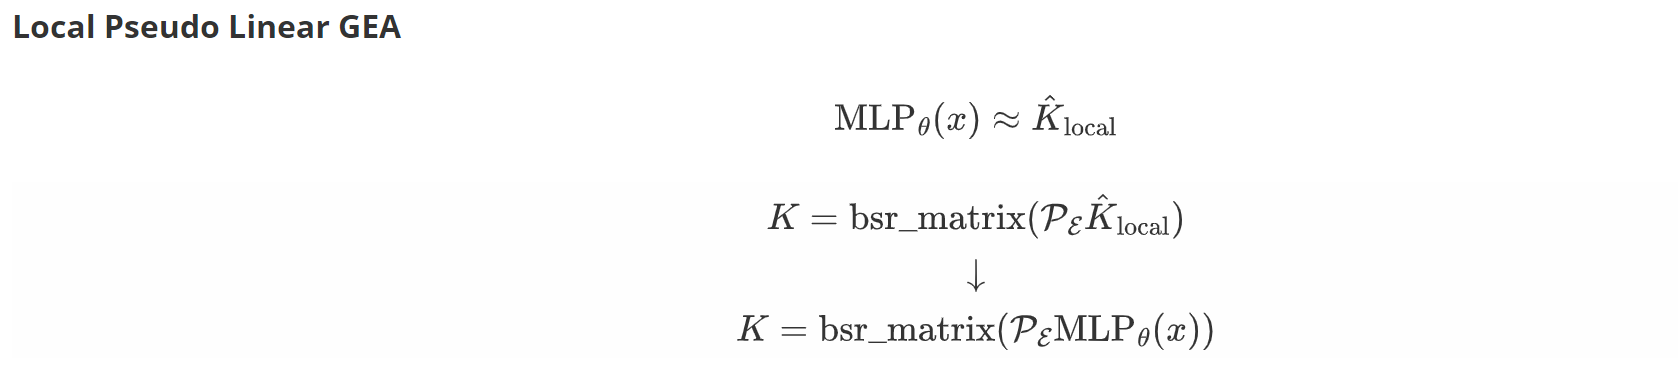 Local Pseudo Linear GEA
MLP_θ(x) ≈ K̂_local
K = bsr_matrix(𝒫_ℰ K̂_local)
↓
K = bsr_matrix(𝒫_ℰ MLP_θ(x))